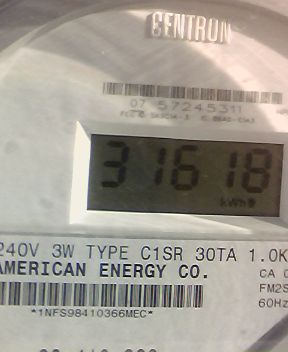 CENTRON
07 57245311
31618
kWh
240V 3W TYPE C1SR 30TA 1.0K
AMERICAN ENERGY CO.
CA
FM2S
60Hz
*1NFS98410366MEC*